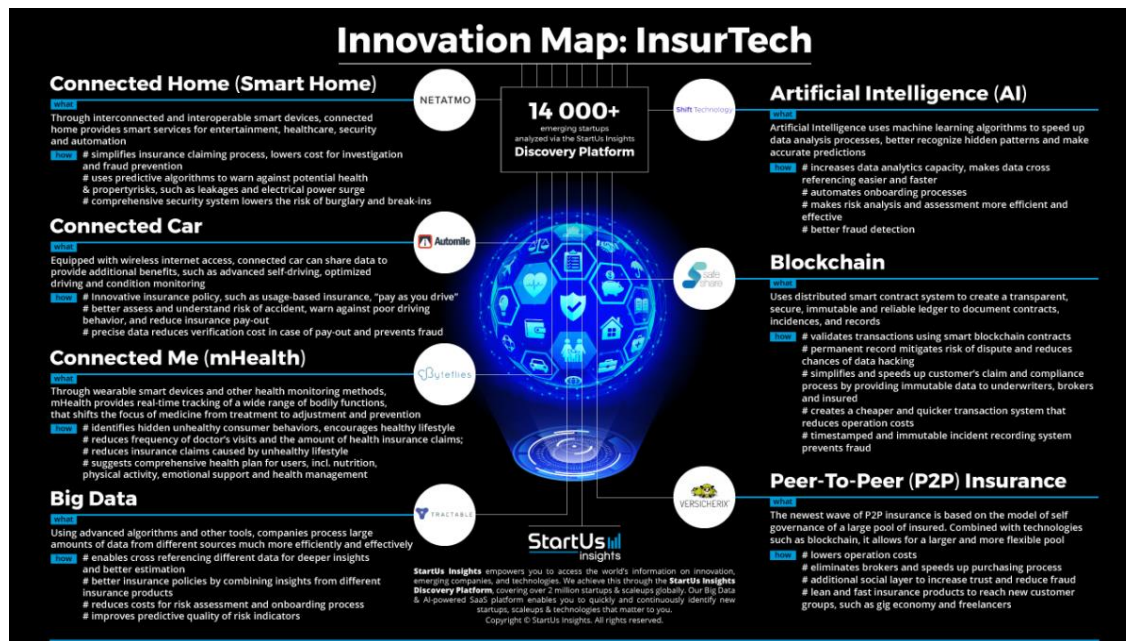 Innovation Map: InsurTech
Connected Home (Smart Home)
what
Through interconnected and interoperable smart devices, connected
home provides smart services for entertainment, healthcare, security
and automation
how
# simplifies insurance claiming process, lowers cost for investigation
and fraud prevention
# uses predictive algorithms to warn against potential health
& propertyrisks, such as leakages and electrical power surge
# comprehensive security system lowers the risk of burglary and break-ins
NETATMO
Connected Car
what
Equipped with wireless internet access, connected car can share data to
provide additional benefits, such as advanced self-driving, optimized
driving and condition monitoring
how
# Innovative insurance policy, such as usage-based insurance, “pay as you drive”
# better assess and understand risk of accident, warn against poor driving
behavior, and reduce insurance pay-out
# precise data reduces verification cost in case of pay-out and prevents fraud
Automile
Connected Me (mHealth)
what
Through wearable smart devices and other health monitoring methods,
mHealth provides real-time tracking of a wide range of bodily functions,
that shifts the focus of medicine from treatment to adjustment and prevention
how
# identifies hidden unhealthy consumer behaviors, encourages healthy lifestyle
# reduces frequency of doctor’s visits and the amount of health insurance claims;
# reduces insurance claims caused by unhealthy lifestyle
# suggests comprehensive health plan for users, incl. nutrition,
physical activity, emotional support and health management
Byteflies
Big Data
what
Using advanced algorithms and other tools, companies process large
amounts of data from different sources much more efficiently and effectively
how
# enables cross referencing different data for deeper insights
and better estimation
# better insurance policies by combining insights from different
insurance products
# reduces costs for risk assessment and onboarding process
# improves predictive quality of risk indicators
TRACTABLE
14 000+
emerging startups
analyzed via the StartUs Insights
Discovery Platform
StartUs
insights
StartUs Insights empowers you to access the world's information on innovation,
emerging companies, and technologies. We achieve this through the StartUs Insights
Discovery Platform, covering over 2 million startups & scaleups globally. Our Big Data
& AI-powered SaaS platform enables you to quickly and continuously identify new
startups, scaleups & technologies that matter to you.
Copyright © StartUs Insights. All rights reserved.
Shift Technology
Artificial Intelligence (AI)
what
Artificial Intelligence uses machine learning algorithms to speed up
data analysis processes, better recognize hidden patterns and make
accurate predictions
how
# increases data analytics capacity, makes data cross
referencing easier and faster
# automates onboarding processes
# makes risk analysis and assessment more efficient and
effective
# better fraud detection
safe
share
Blockchain
what
Uses distributed smart contract system to create a transparent,
secure, immutable and reliable ledger to document contracts,
incidences, and records
how
# validates transactions using smart blockchain contracts
# permanent record mitigates risk of dispute and reduces
chances of data hacking
# simplifies and speeds up customer’s claim and compliance
process by providing immutable data to underwriters, brokers
and insured
# creates a cheaper and quicker transaction system that
reduces operation costs
# timestamped and immutable incident recording system
prevents fraud
VERSICHERIX
Peer-To-Peer (P2P) Insurance
what
The newest wave of P2P insurance is based on the model of self
governance of a large pool of insured. Combined with technologies
such as blockchain, it allows for a larger and more flexible pool
how
# lowers operation costs
# eliminates brokers and speeds up purchasing process
# additional social layer to increase trust and reduce fraud
# lean and fast insurance products to reach new customer
groups, such as gig economy and freelancers